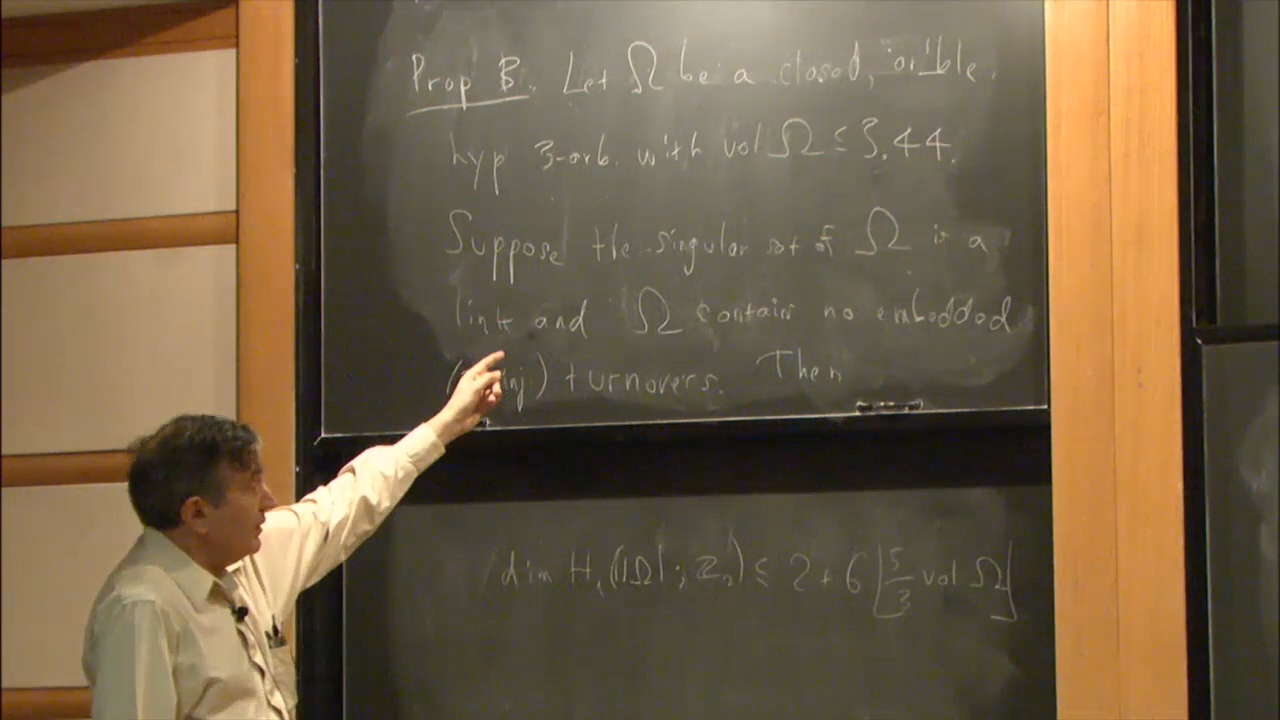 Prop B. Let Ω be a closed, or'ble
hyp 3-orb. with vol Ω ≤ 3.44.
Suppose the singular set of Ω is a
link and Ω contains no embedded
turnovers. Then
dim H₁(|Ω|; ℤ₂) ≤ 2 + 6 ⌊5/3 vol Ω⌋